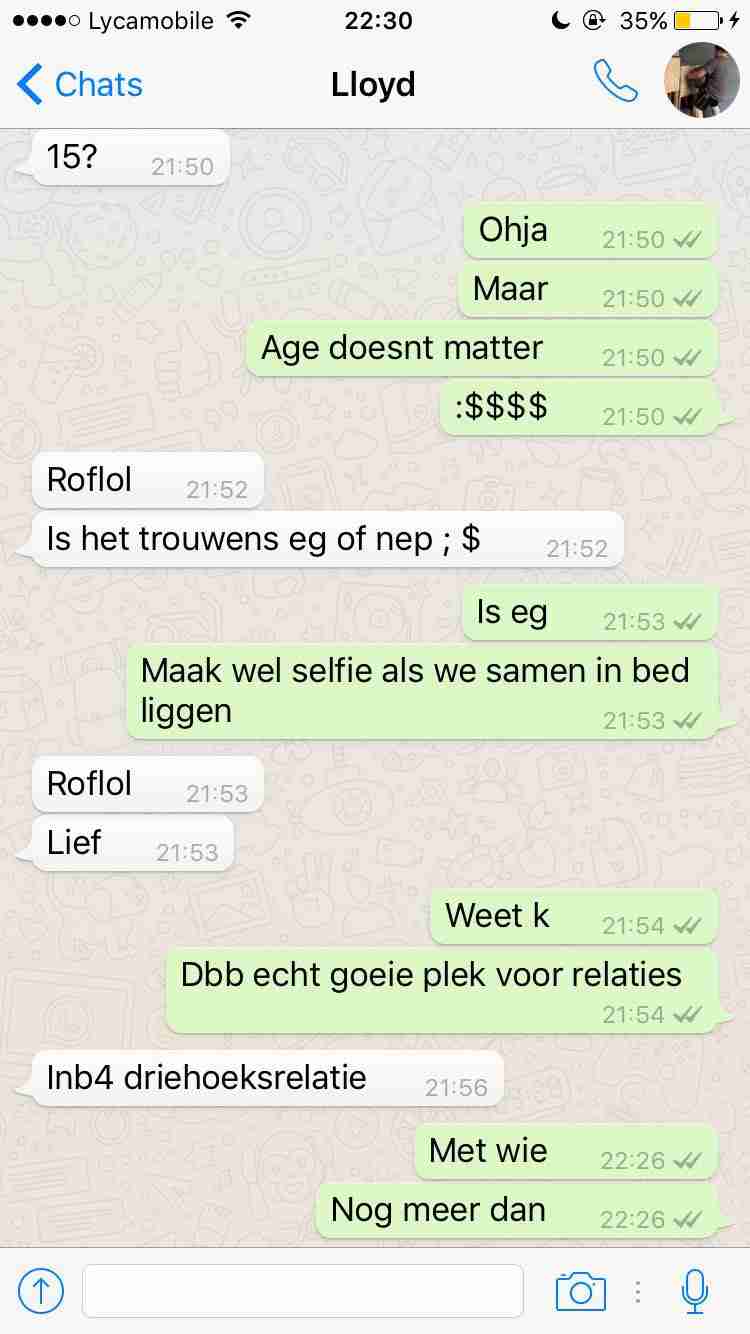 Lycamobile 22:30 35%
Chats Lloyd
15? 21:50
Ohja 21:50
Maar 21:50
Age doesnt matter 21:50
:$$$$ 21:50
Roflol 21:52
Is het trouwens eg of nep ; $ 21:52
Is eg 21:53
Maak wel selfie als we samen in bed
liggen 21:53
Roflol 21:53
Lief 21:53
Weet k 21:54
Dbb echt goeie plek voor relaties
21:54
Inb4 driehoeksrelatie 21:56
Met wie 22:26
Nog meer dan 22:26